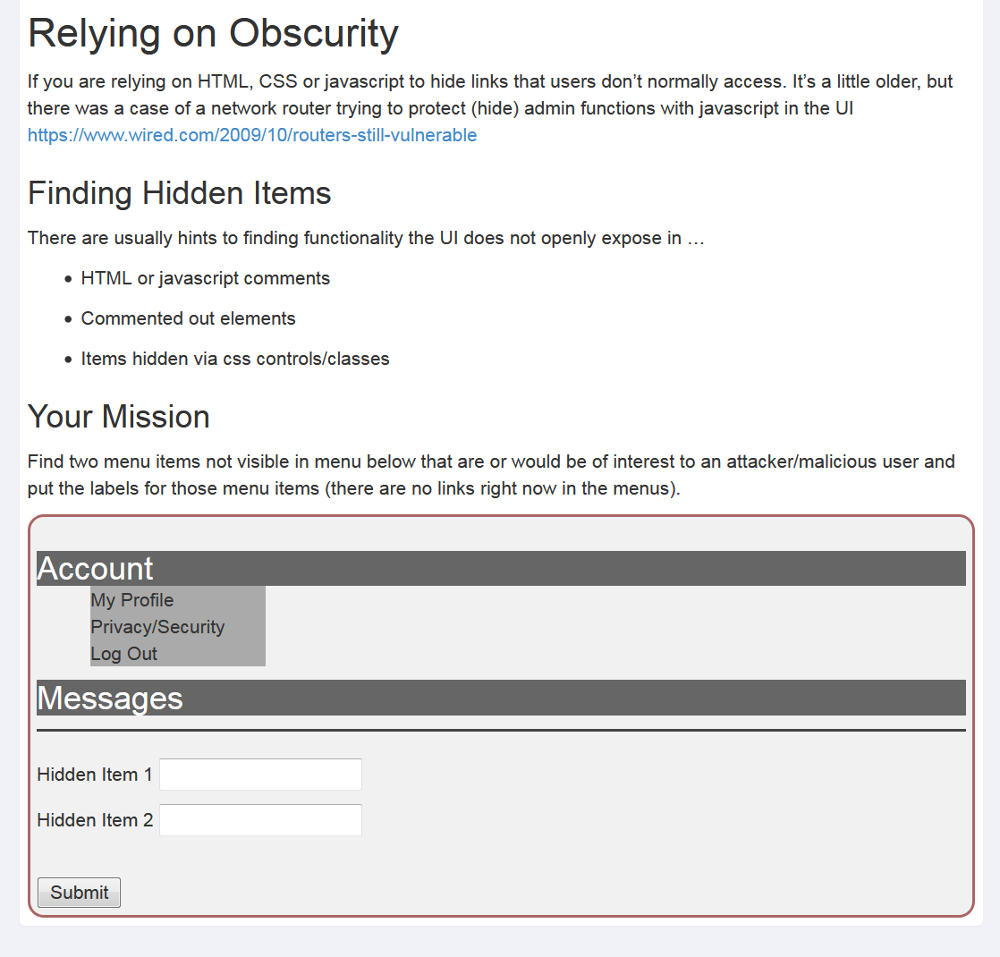 Relying on Obscurity
If you are relying on HTML, CSS or javascript to hide links that users don’t normally access. It’s a little older, but
there was a case of a network router trying to protect (hide) admin functions with javascript in the UI
https://www.wired.com/2009/10/routers-still-vulnerable
Finding Hidden Items
There are usually hints to finding functionality the UI does not openly expose in …
• HTML or javascript comments
• Commented out elements
• Items hidden via css controls/classes
Your Mission
Find two menu items not visible in menu below that are or would be of interest to an attacker/malicious user and
put the labels for those menu items (there are no links right now in the menus).
Account
My Profile
Privacy/Security
Log Out
Messages
Hidden Item 1
Hidden Item 2
Submit